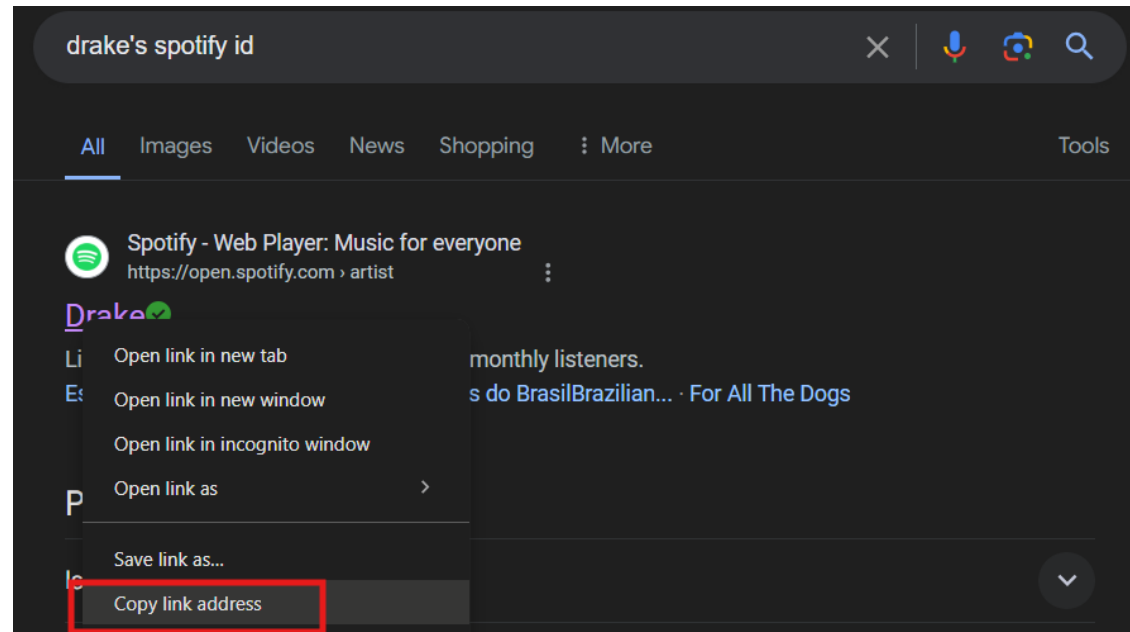 drake's spotify id
All Images Videos News Shopping More Tools
Spotify - Web Player: Music for everyone
https://open.spotify.com › artist
Drake
Li
Open link in new tab
monthly listeners.
Open link in new window
s do BrasilBrazilian... · For All The Dogs
Open link in incognito window
Open link as
P
Save link as...
Copy link address